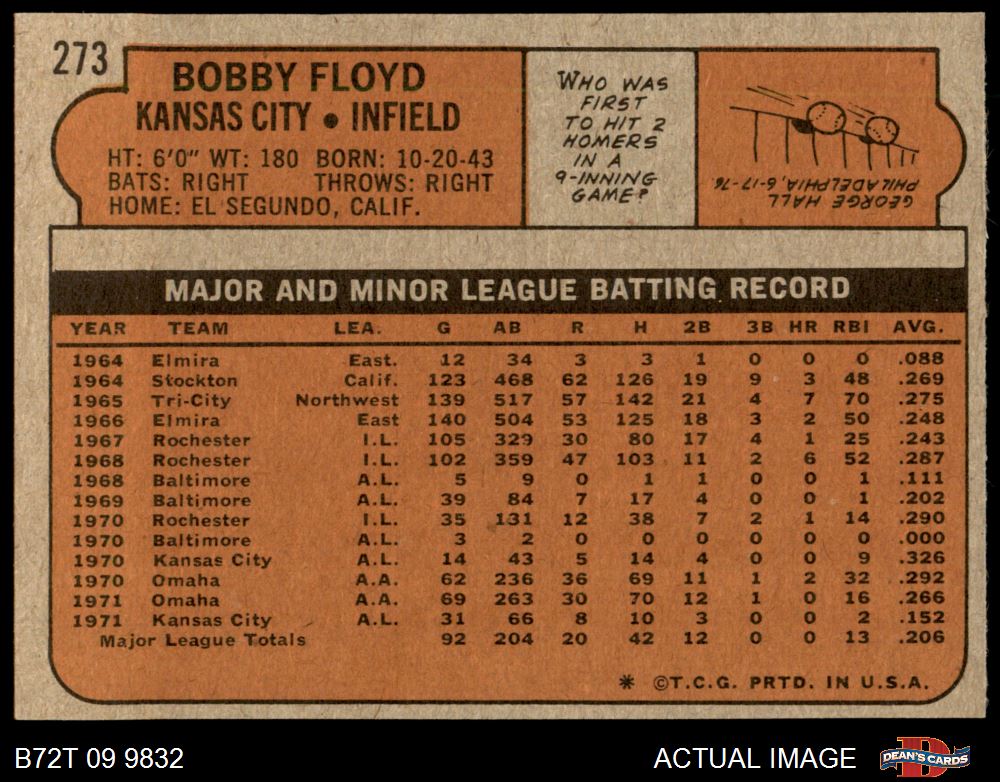 273
BOBBY FLOYD
KANSAS CITY • INFIELD
HT: 6'0" WT: 180 BORN: 10-20-43
BATS: RIGHT THROWS: RIGHT
HOME: EL SEGUNDO, CALIF.
WHO WAS
FIRST
TO HIT 2
HOMERS
IN A
9-INNING
GAME?
GEORGE HALL
PHILADELPHIA, 6-17-76
MAJOR AND MINOR LEAGUE BATTING RECORD
YEAR TEAM LEA. G AB R H 2B 3B HR RBI AVG.
1964 Elmira East. 12 34 3 3 1 0 0 0 .088
1964 Stockton Calif. 123 468 62 126 19 9 3 48 .269
1965 Tri-City Northwest 139 517 57 142 21 4 7 70 .275
1966 Elmira East 140 504 53 125 18 3 2 50 .248
1967 Rochester I.L. 105 329 30 80 17 4 1 25 .243
1968 Rochester I.L. 102 359 47 103 11 2 6 52 .287
1968 Baltimore A.L. 5 9 0 1 1 0 0 1 .111
1969 Baltimore A.L. 39 84 7 17 4 0 0 1 .202
1970 Rochester I.L. 35 131 12 38 7 2 1 14 .290
1970 Baltimore A.L. 3 2 0 0 0 0 0 0 .000
1970 Kansas City A.L. 14 43 5 14 4 0 0 9 .326
1970 Omaha A.A. 62 236 36 69 11 1 2 32 .292
1971 Omaha A.A. 69 263 30 70 12 1 0 16 .266
1971 Kansas City A.L. 31 66 8 10 3 0 0 2 .152
Major League Totals 92 204 20 42 12 0 0 13 .206
* ©T.C.G. PRTD. IN U.S.A.
B72T 09 9832 ACTUAL IMAGE DEAN'S CARDS